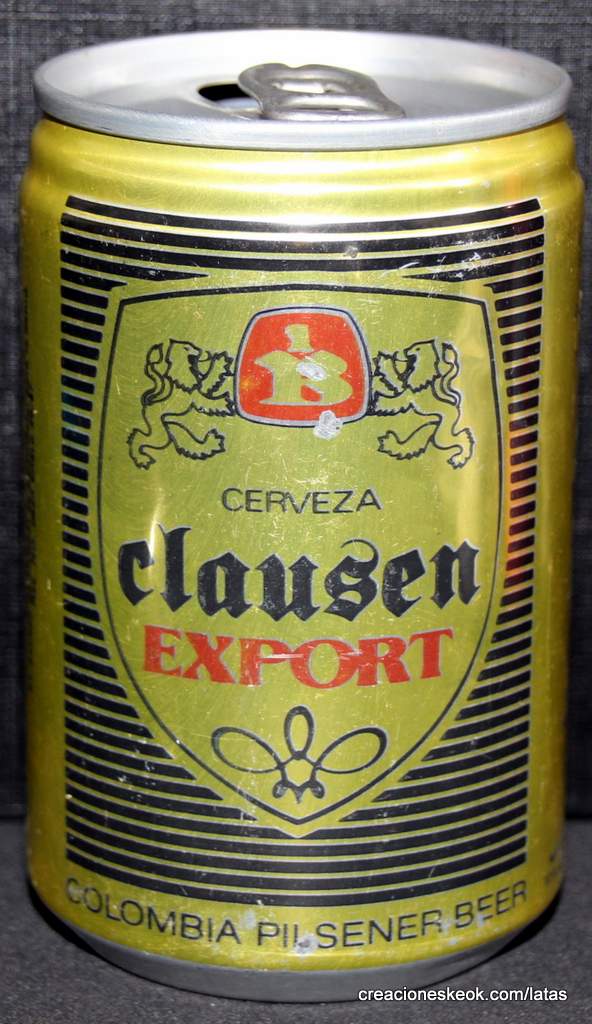 B
CERVEZA
clausen
EXPORT
COLOMBIA PILSENER BEER
creacioneskeok.com/latas